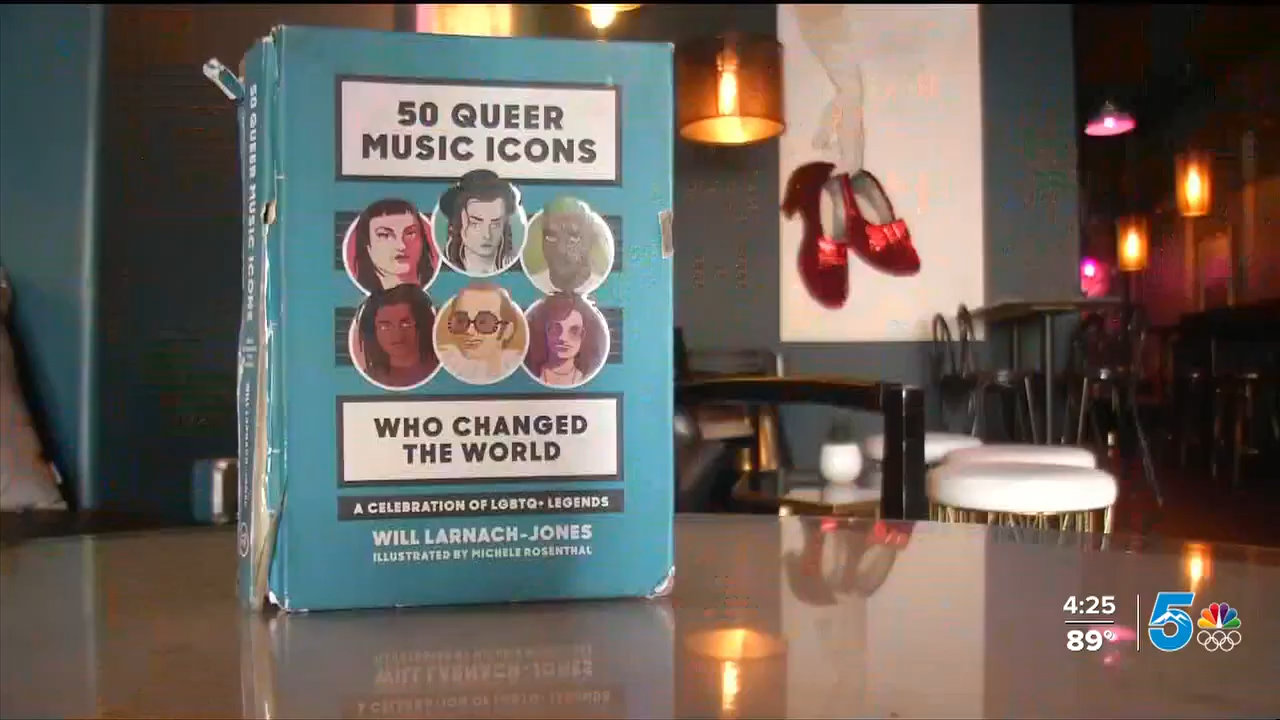 50 QUEER
MUSIC ICONS
WHO CHANGED
THE WORLD
A CELEBRATION OF LGBTQ+ LEGENDS
WILL LARNACH-JONES
ILLUSTRATED BY MICHELE ROSENTHAL
50 QUEER MUSIC ICONS
4:25
89°
5